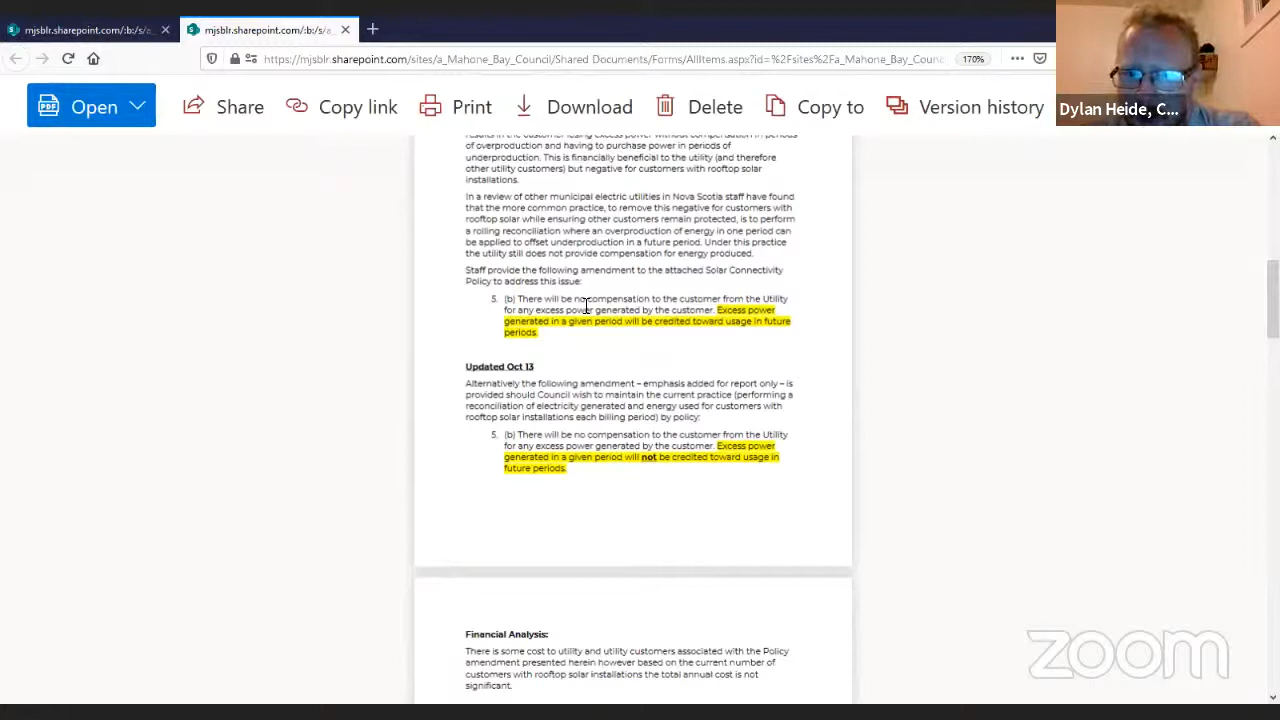 mjsblr.sharepoint.com/:b:/s/a_
mjsblr.sharepoint.com/:b:/s/a_
https://mjsblr.sharepoint.com/sites/a_Mahone_Bay_Council/Shared Documents/Forms/AllItems.aspx?id=%2Fsites%2Fa_Mahone_Bay_Counc
170%
PDF Open
Share
Copy link
Print
Download
Delete
Copy to
Version history
Dylan Heide, C...
results in the customer losing excess power without compensation in periods
of overproduction and having to purchase power in periods of
underproduction. This is financially beneficial to the utility (and therefore
other utility customers) but negative for customers with rooftop solar
installations.
In a review of other municipal electric utilities in Nova Scotia staff have found
that the more common practice, to remove this negative for customers with
rooftop solar while ensuring other customers remain protected, is to perform
a rolling reconciliation where an overproduction of energy in one period can
be applied to offset underproduction in a future period. Under this practice
the utility still does not provide compensation for energy produced.
Staff provide the following amendment to the attached Solar Connectivity
Policy to address this issue:
5. (b) There will be no compensation to the customer from the Utility
for any excess power generated by the customer. Excess power
generated in a given period will be credited toward usage in future
periods.
Updated Oct 13
Alternatively the following amendment – emphasis added for report only – is
provided should Council wish to maintain the current practice (performing a
reconciliation of electricity generated and energy used for customers with
rooftop solar installations each billing period) by policy:
5. (b) There will be no compensation to the customer from the Utility
for any excess power generated by the customer. Excess power
generated in a given period will not be credited toward usage in
future periods.
Financial Analysis:
There is some cost to utility and utility customers associated with the Policy
amendment presented herein however based on the current number of
customers with rooftop solar installations the total annual cost is not
significant.
zoom